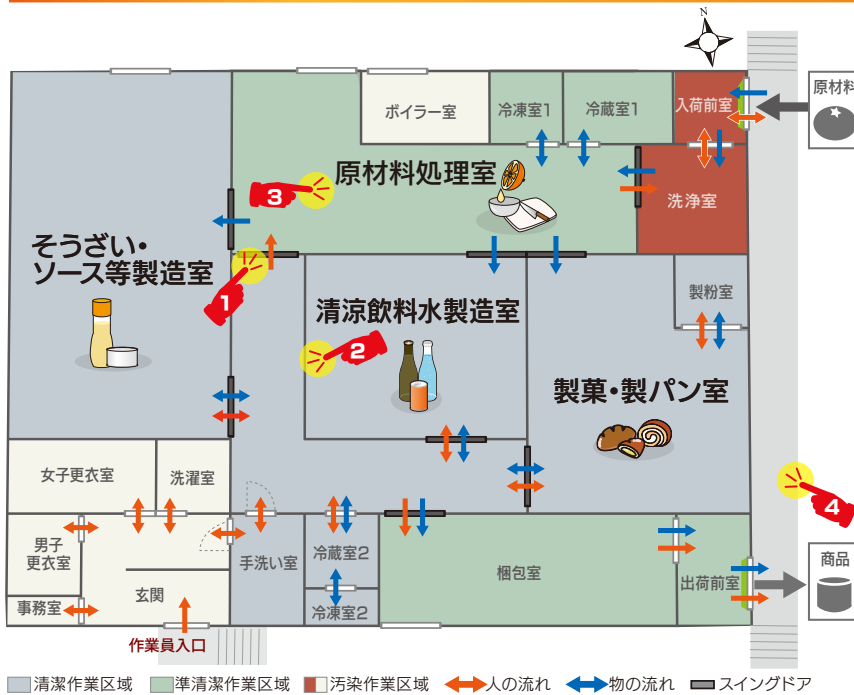 N
原材料
ボイラー室
冷凍室1
冷蔵室1
入荷前室
原材料処理室
3
洗浄室
そうざい・
ソース等製造室
1
清涼飲料水製造室
2
製粉室
製菓・製パン室
女子更衣室
洗濯室
4
男子
更衣室
手洗い室
冷蔵室2
梱包室
出荷前室
商品
事務室
玄関
冷凍室2
作業員入口
清潔作業区域
準清潔作業区域
汚染作業区域
人の流れ
物の流れ
スイングドア